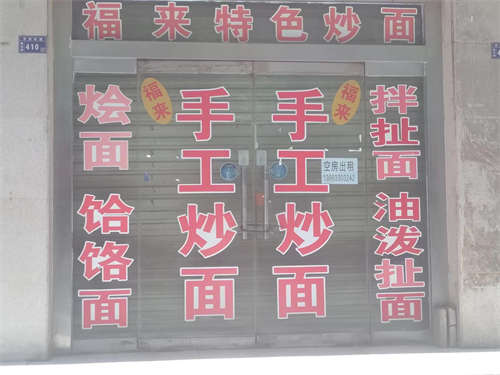 福来特色炒面
410
烩面
饸饹面
福来
手工炒面
手工炒面
福来
空房出租
拌扯面
油泼扯面